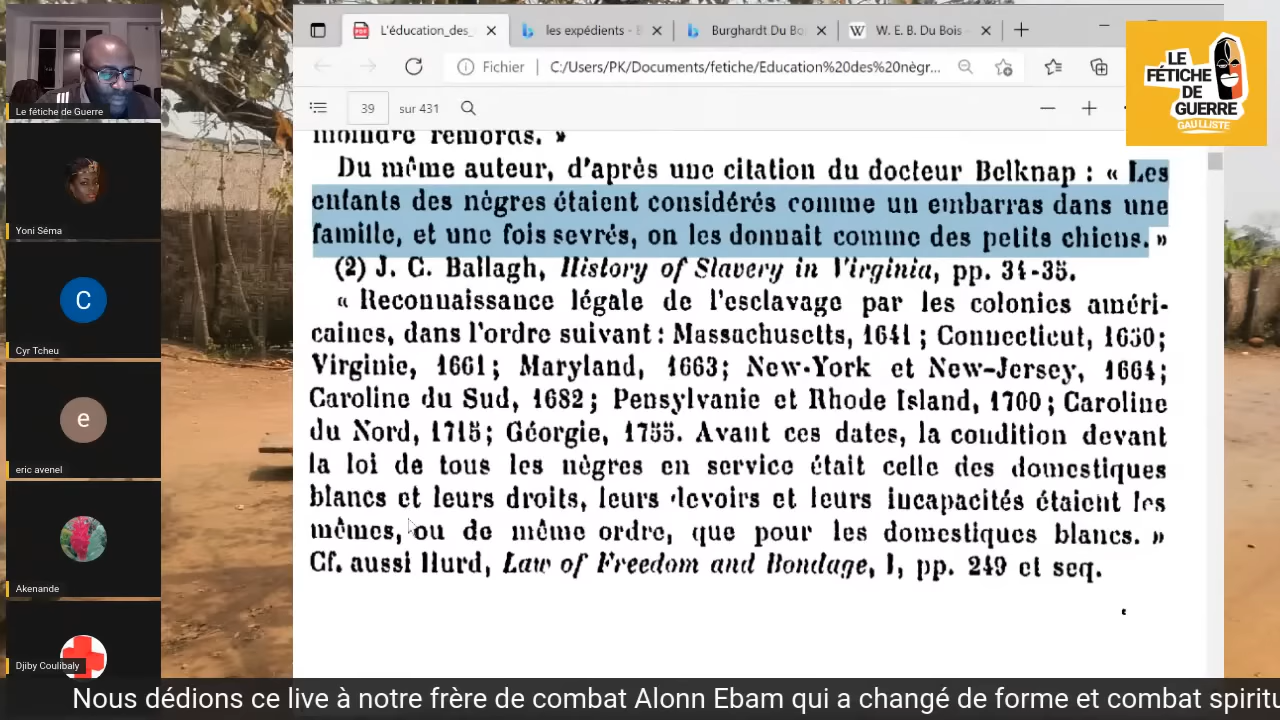 L'éducation_des_
les expédients - B
Burghardt Du Bo
W. E. B. Du Bois -
Fichier
C:/Users/PK/Documents/fetiche/Education%20des%20nègr...
39
sur 431
LE
FÉTICHE
DE
GUERRE
GAULLISTE
Le fétiche de Guerre
Yoni Séma
C
Cyr Tcheu
e
eric avenel
Akenande
Djiby Coulibaly
moindre remords. »
Du même auteur, d'après une citation du docteur Belknap : « Les
enfants des nègres étaient considérés comme un embarras dans une
famille, et une fois sevrés, on les donnait comme des petits chiens. »
(2) J. C. Ballagh, History of Slavery in Virginia, pp. 34-35.
« Reconnaissance légale de l'esclavage par les colonies améri-
caines, dans l'ordre suivant : Massachusetts, 1641 ; Connecticut, 1650 ;
Virginie, 1661 ; Maryland, 1663 ; New-York et New-Jersey, 1664 ;
Caroline du Sud, 1682 ; Pensylvanie et Rhode Island, 1700 ; Caroline
du Nord, 1715 ; Géorgie, 1755. Avant ces dates, la condition devant
la loi de tous les nègres en service était celle des domestiques
blancs et leurs droits, leurs devoirs et leurs incapacités étaient les
mêmes, ou de même ordre, que pour les domestiques blancs. »
Cf. aussi Hurd, Law of Freedom and Bondage, I, pp. 249 et seq.
Nous dédions ce live à notre frère de combat Alonn Ebam qui a changé de forme et combat spiritu